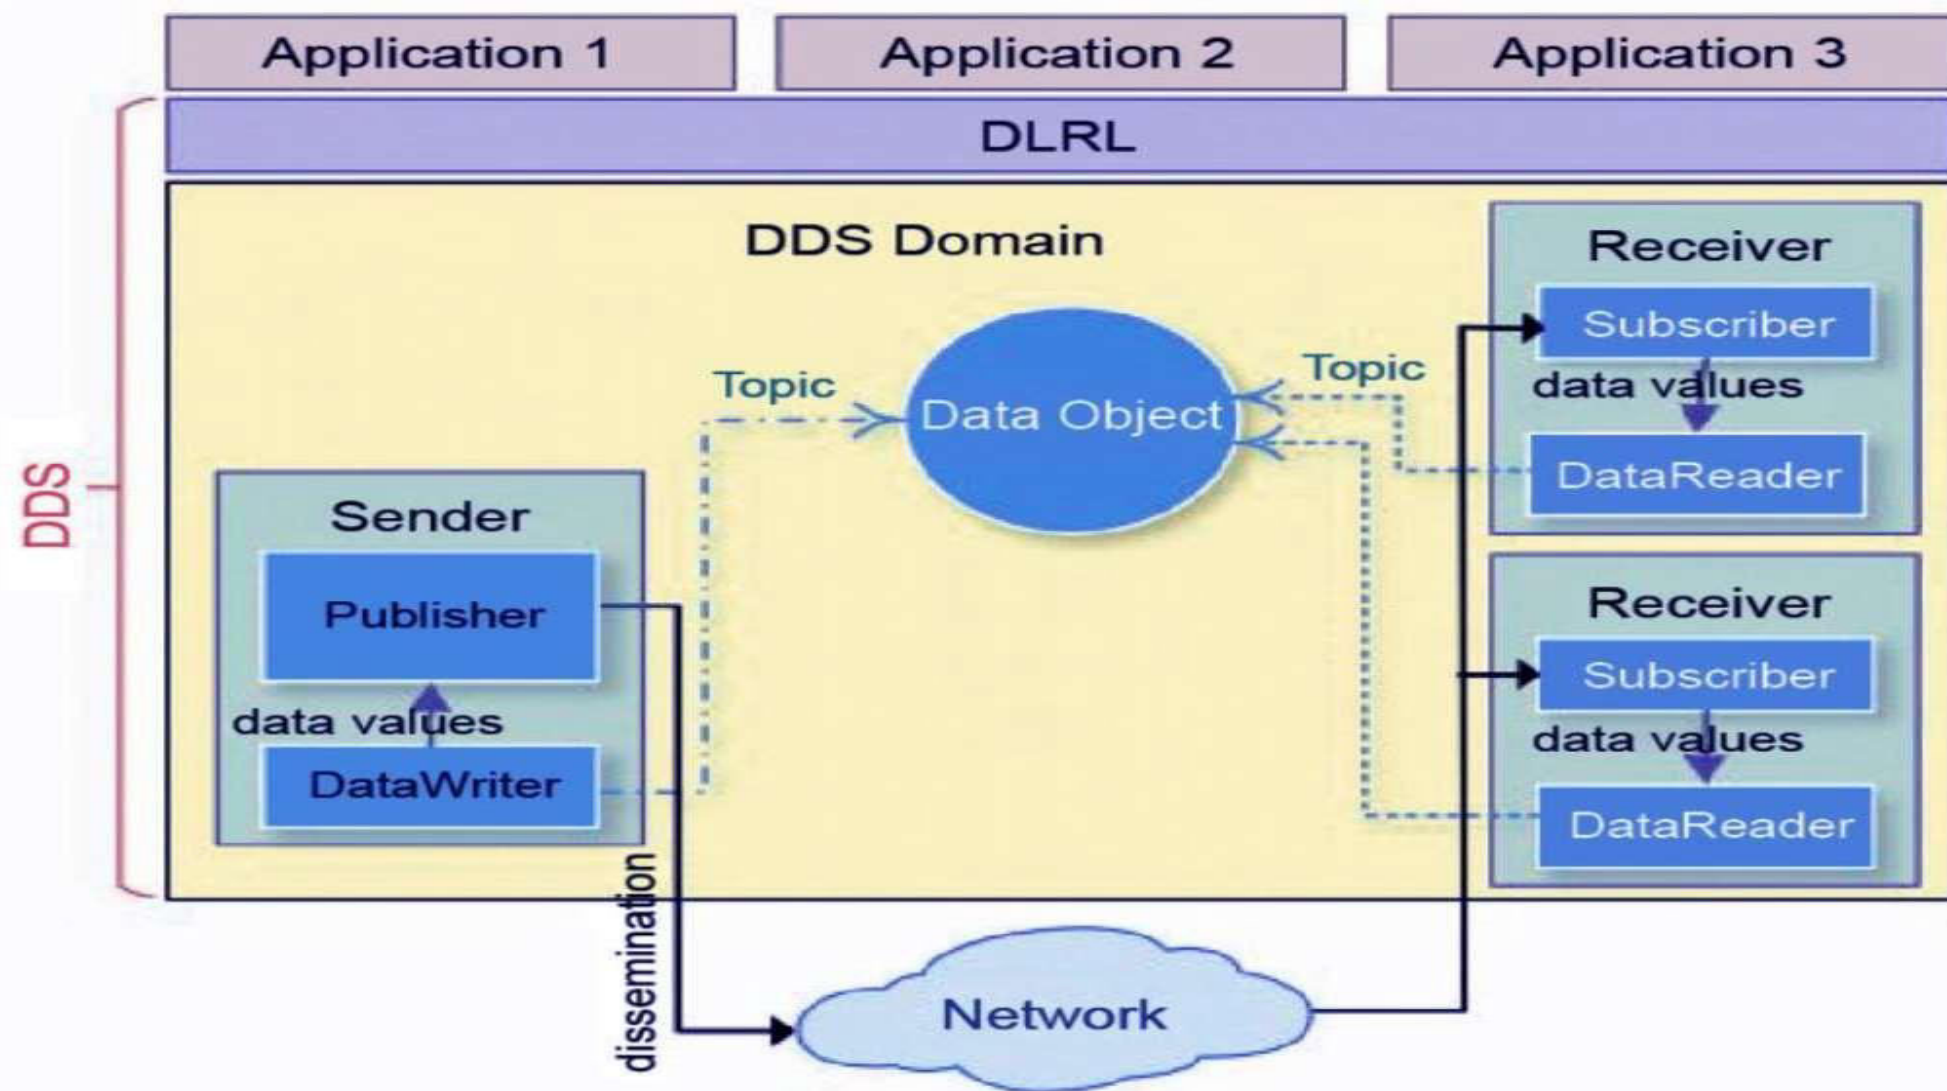 Application 1
Application 2
Application 3
DLRL
DDS
DDS Domain
Receiver
Subscriber
data values
DataReader
Topic
Data Object
Topic
Sender
Publisher
data values
DataWriter
Receiver
Subscriber
data values
DataReader
dissemination
Network